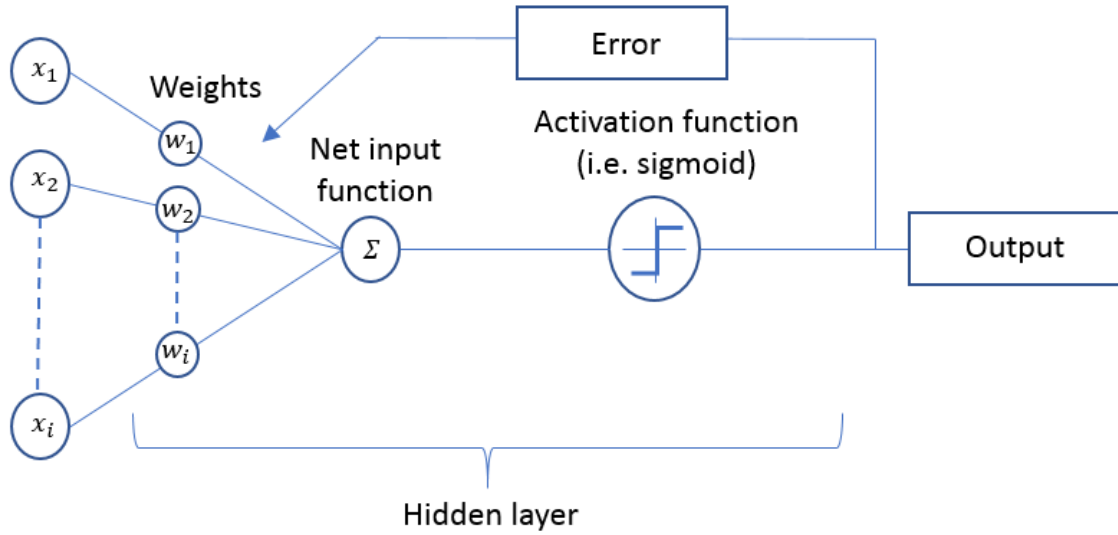 Error
x₁
Weights
Activation function
(i.e. sigmoid)
w₁
Net input
function
x₂
w₂
Σ
Output
wᵢ
xᵢ
Hidden layer